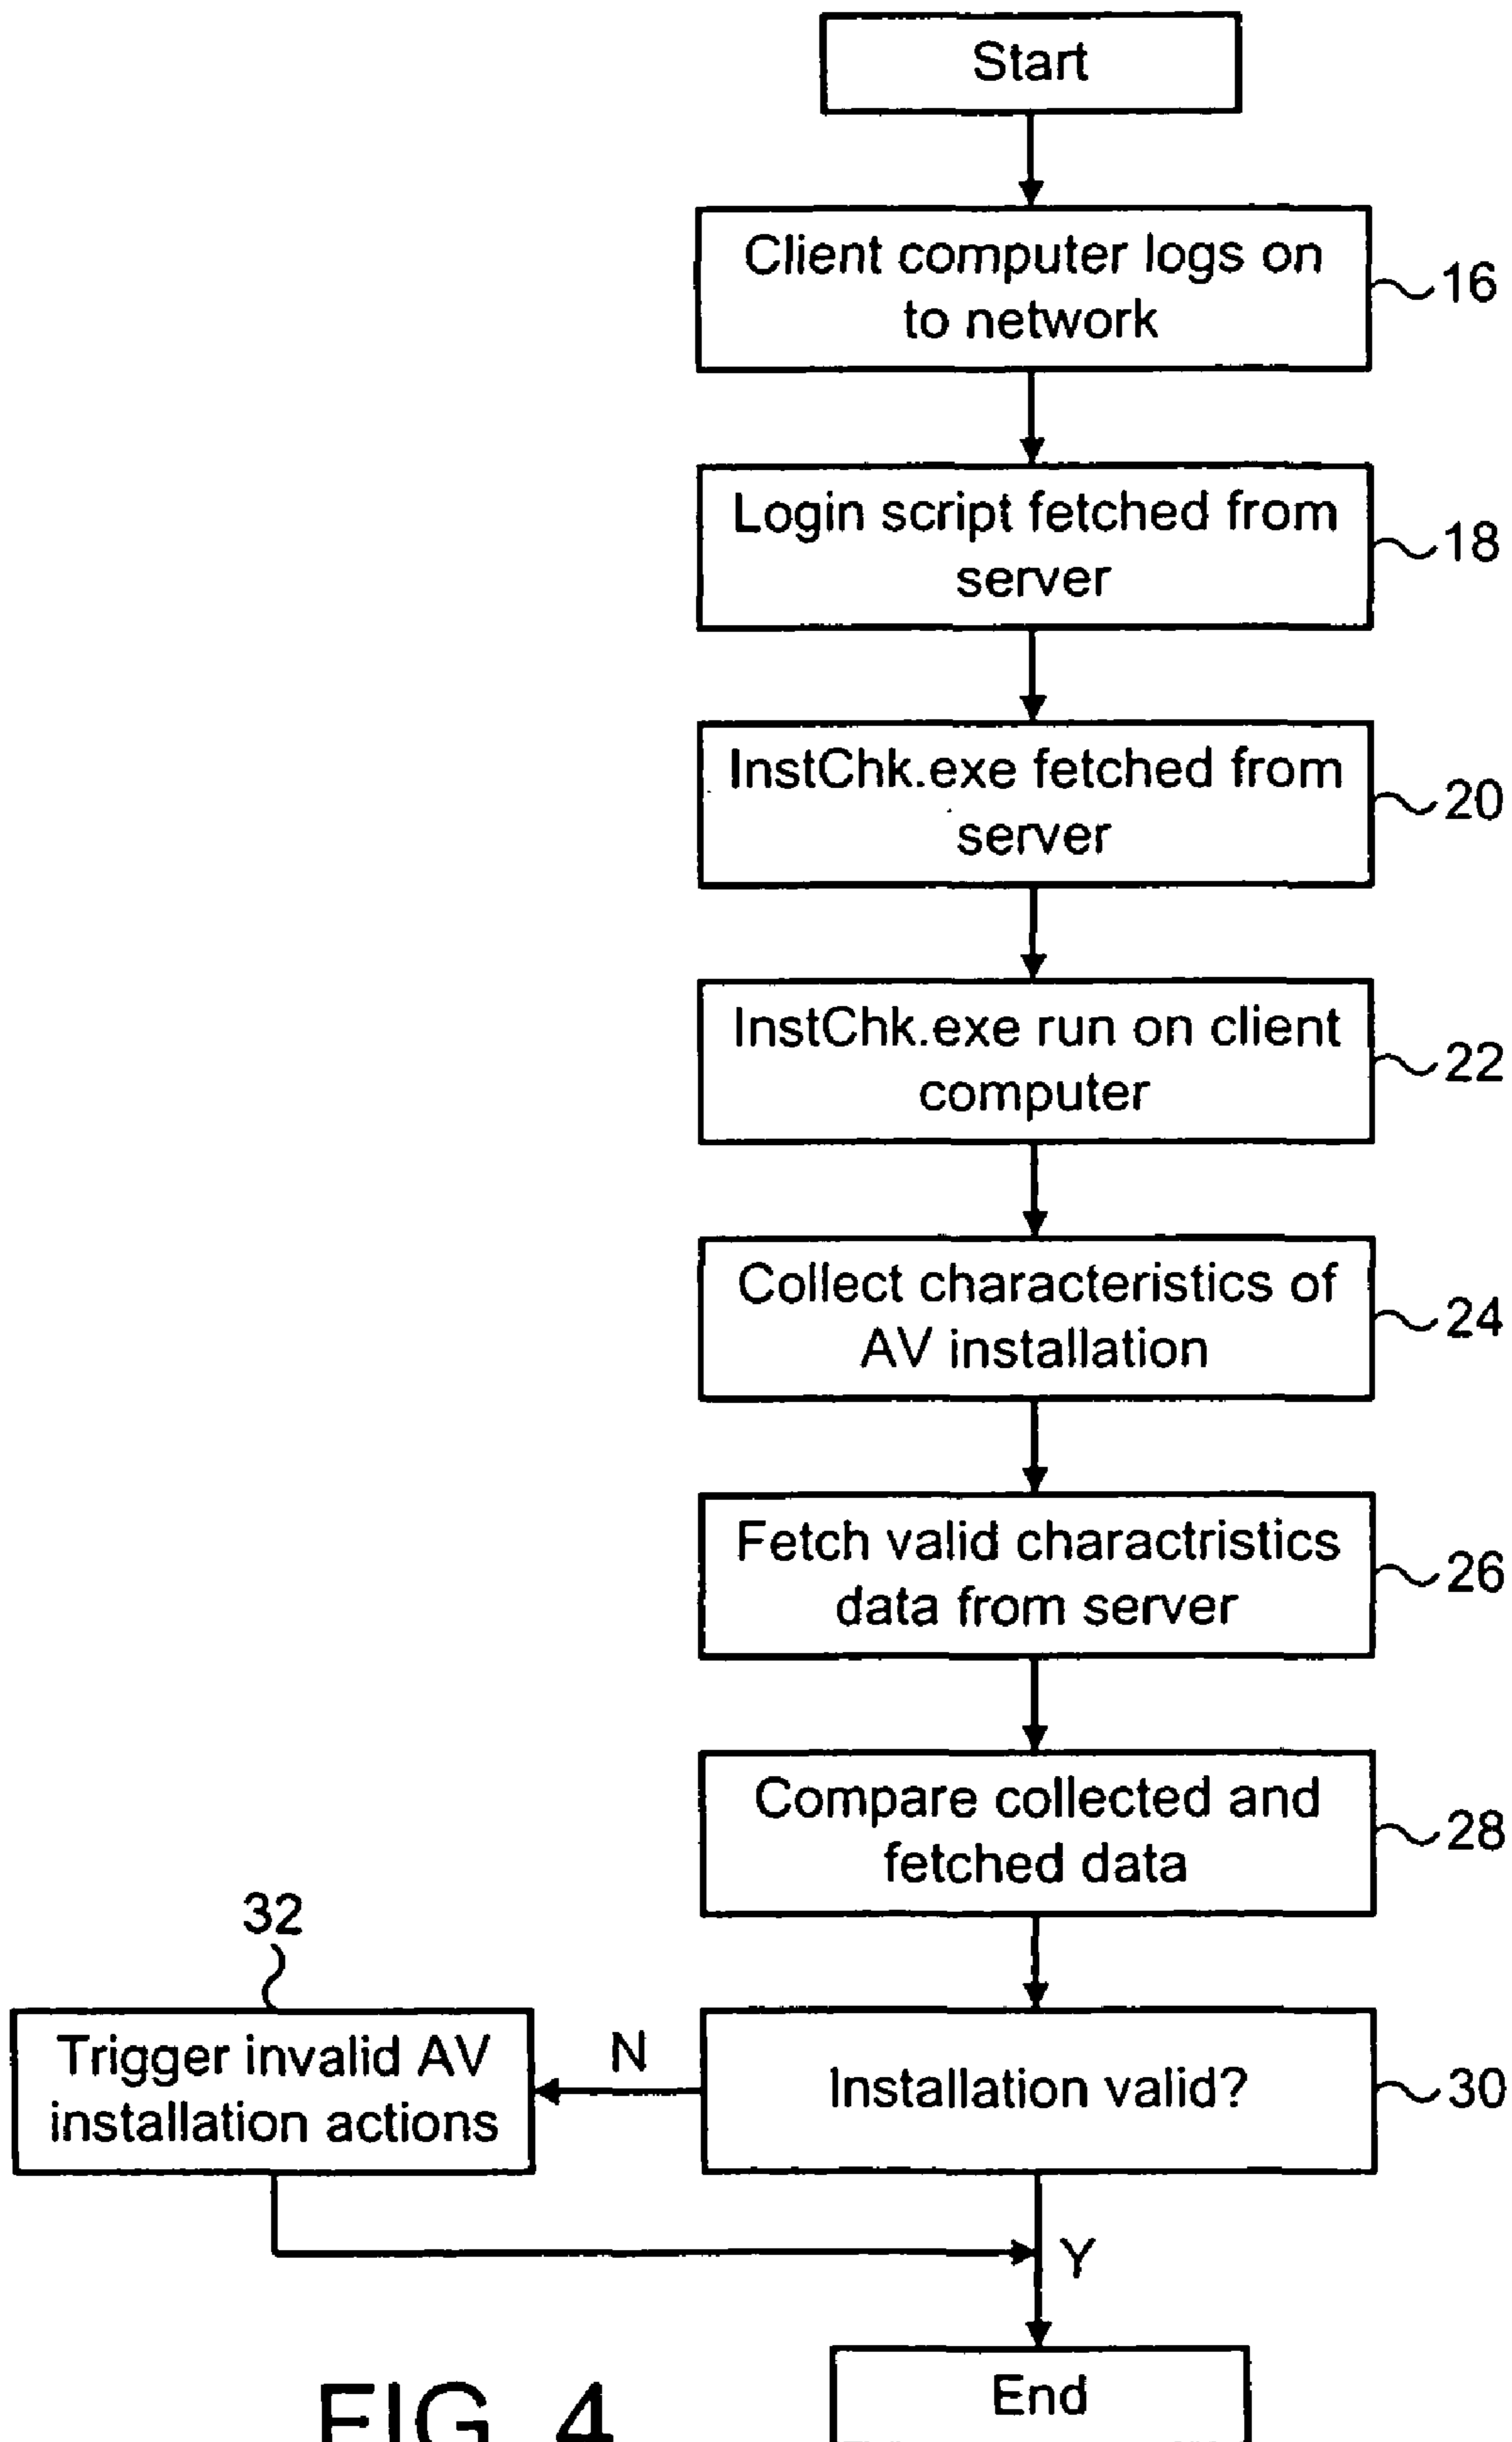 Start
Client computer logs on
to network
16
Login script fetched from
server
18
InstChk.exe fetched from
server
20
InstChk.exe run on client
computer
22
Collect characteristics of
AV installation
24
Fetch valid charactristics
data from server
26
Compare collected and
fetched data
28
32
Trigger invalid AV
installation actions
N
Installation valid?
30
Y
End
FIG. 4